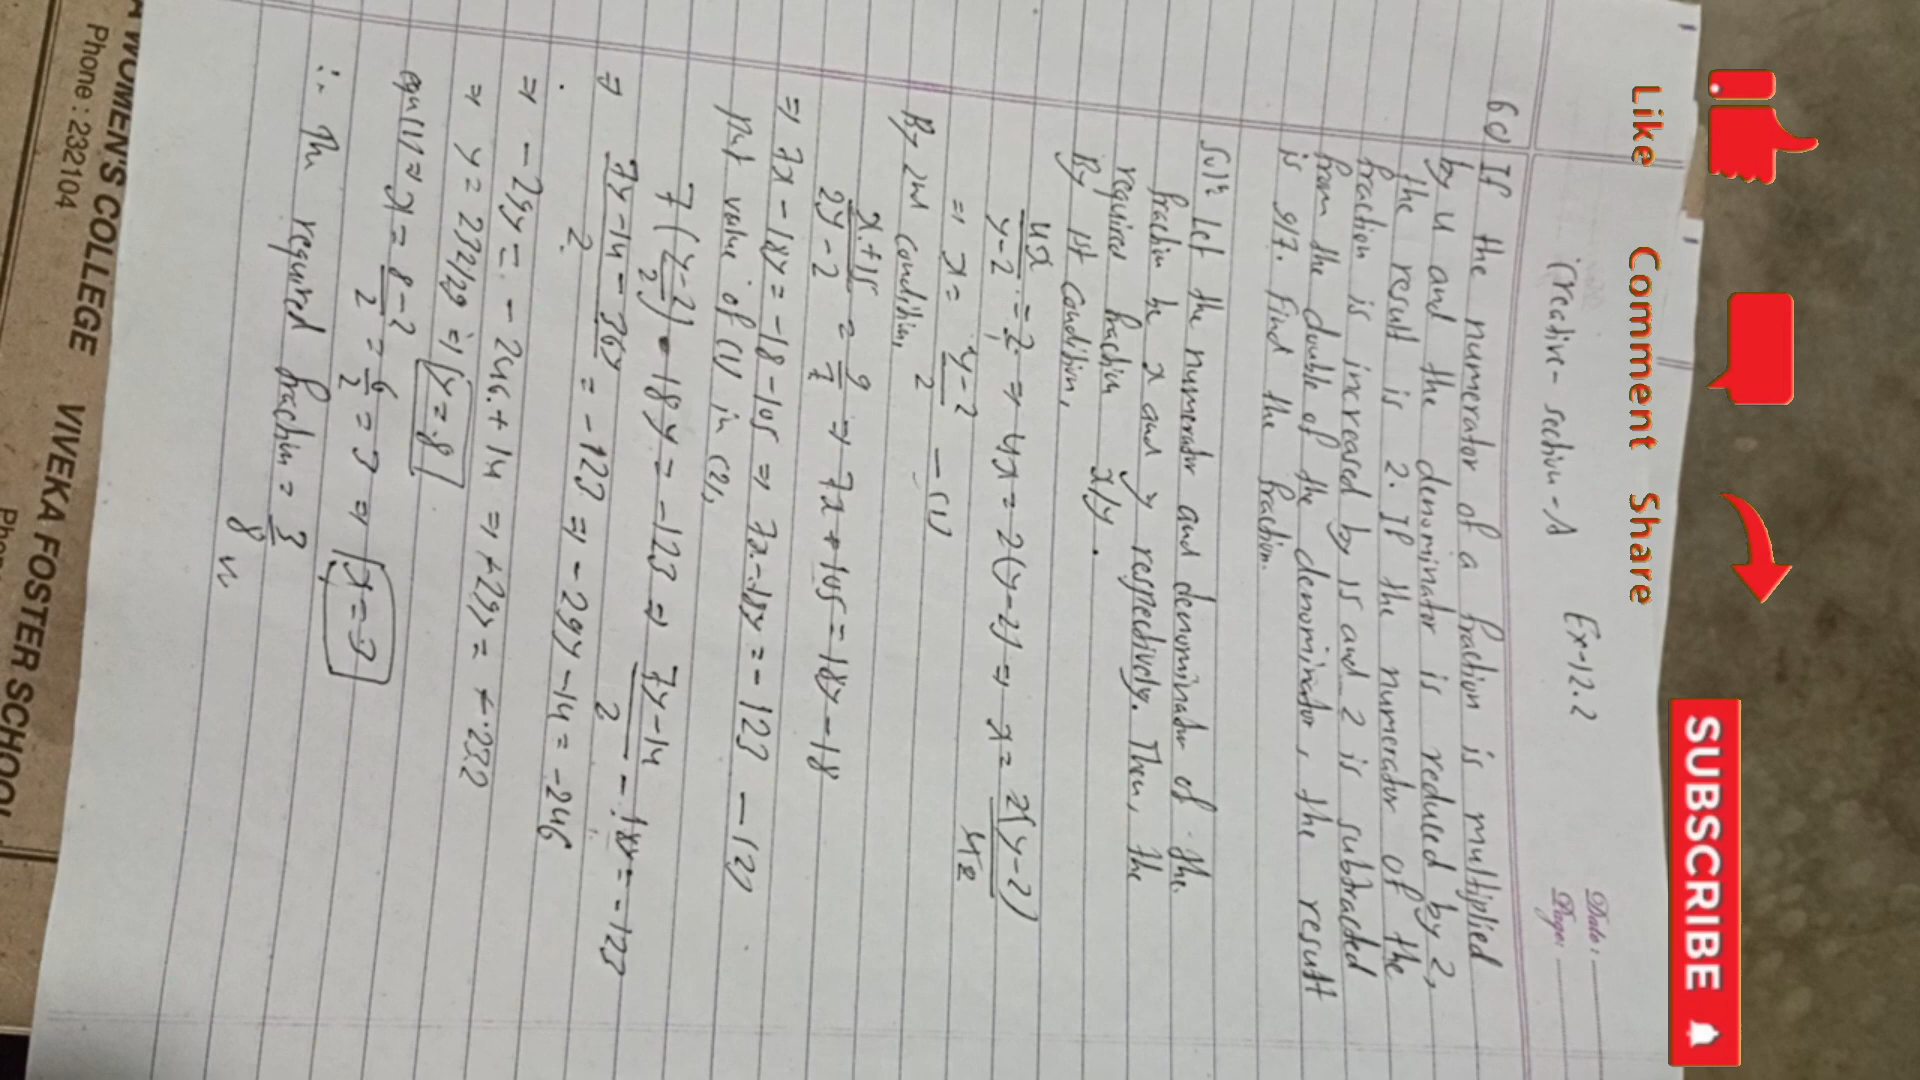 Like Comment Share SUBSCRIBE
Date:
Page:
Creative - section - A Ex-12.2
6c) If the numerator of a fraction is multiplied
by 4 and the denominator is reduced by 2,
the result is 2. If the numerator of the
fraction is increased by 15 and 2 is subtracted
from the double of the denominator, the result
is 9/7. Find the fraction.
Solⁿ: Let the numerator and denominator of the
fraction be x and y respectively. Then, the
required fraction x/y.
By 1st condition,
4x/y-2 = 2/1 ⇒ 4x = 2(y-2) ⇒ x = 2(y-2)/42
⇒ x = y-2/2 - (1)
By 2nd condition,
x+15/2y-2 = 9/7 ⇒ 7x+105 = 18y-18
⇒ 7x-18y = -18-105 ⇒ 7x-18y = -123 - (2)
Put value of (1) in (2),
7(y-2/2) - 18y = -123 ⇒ 7y-14/2 - 18y = -123
⇒ 7y-14-36y/2 = -123 ⇒ -29y-14 = -246
⇒ -29y = -246+14 ⇒ +29y = +232
⇒ y = 232/29 ⇒ y = 8
eqn(1) ⇒ x = 8-2/2 = 6/2 = 3 ⇒ x = 3
∴ The required fraction = 3/8
A WOMEN'S COLLEGE VIVEKA FOSTER SCHOOL
Phone : 232104